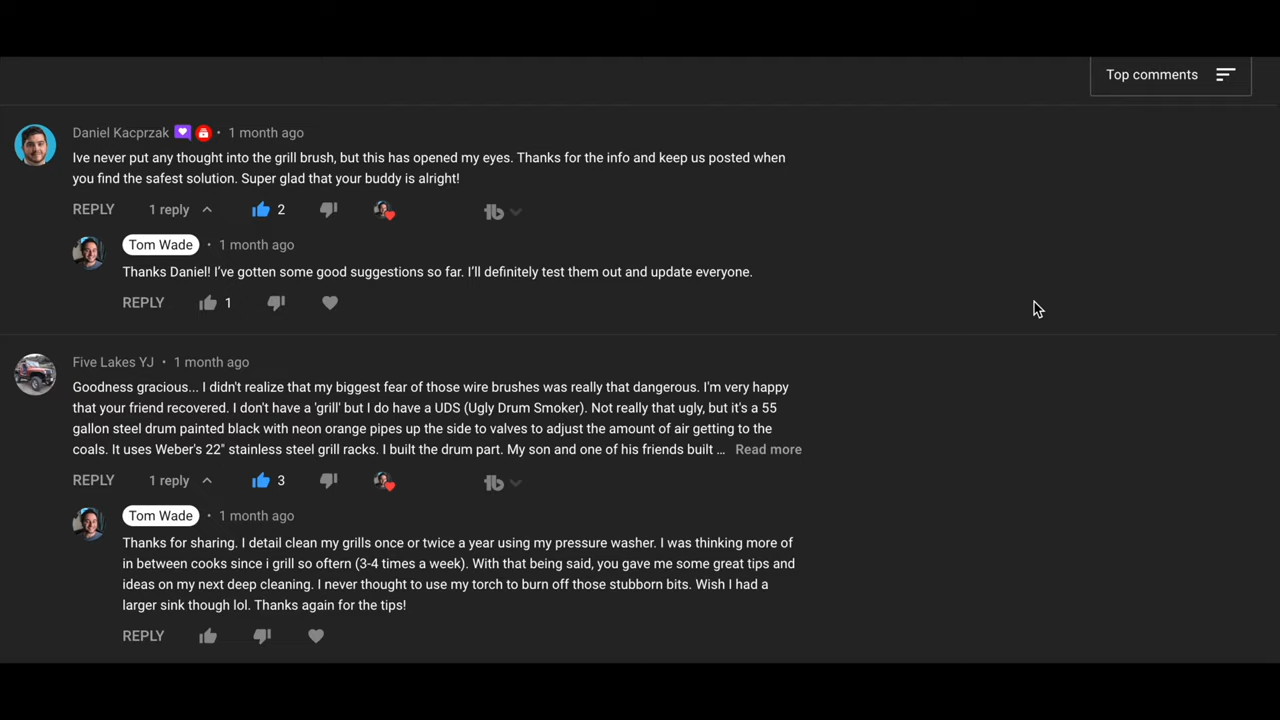 Top comments
Daniel Kacprzak • 1 month ago
Ive never put any thought into the grill brush, but this has opened my eyes. Thanks for the info and keep us posted when
you find the safest solution. Super glad that your buddy is alright!
REPLY 1 reply 2 tb
Tom Wade • 1 month ago
Thanks Daniel! I’ve gotten some good suggestions so far. I’ll definitely test them out and update everyone.
REPLY 1
Five Lakes YJ • 1 month ago
Goodness gracious... I didn't realize that my biggest fear of those wire brushes was really that dangerous. I'm very happy
that your friend recovered. I don't have a 'grill' but I do have a UDS (Ugly Drum Smoker). Not really that ugly, but it's a 55
gallon steel drum painted black with neon orange pipes up the side to valves to adjust the amount of air getting to the
coals. It uses Weber's 22" stainless steel grill racks. I built the drum part. My son and one of his friends built ... Read more
REPLY 1 reply 3 tb
Tom Wade • 1 month ago
Thanks for sharing. I detail clean my grills once or twice a year using my pressure washer. I was thinking more of
in between cooks since i grill so oftern (3-4 times a week). With that being said, you gave me some great tips and
ideas on my next deep cleaning. I never thought to use my torch to burn off those stubborn bits. Wish I had a
larger sink though lol. Thanks again for the tips!
REPLY